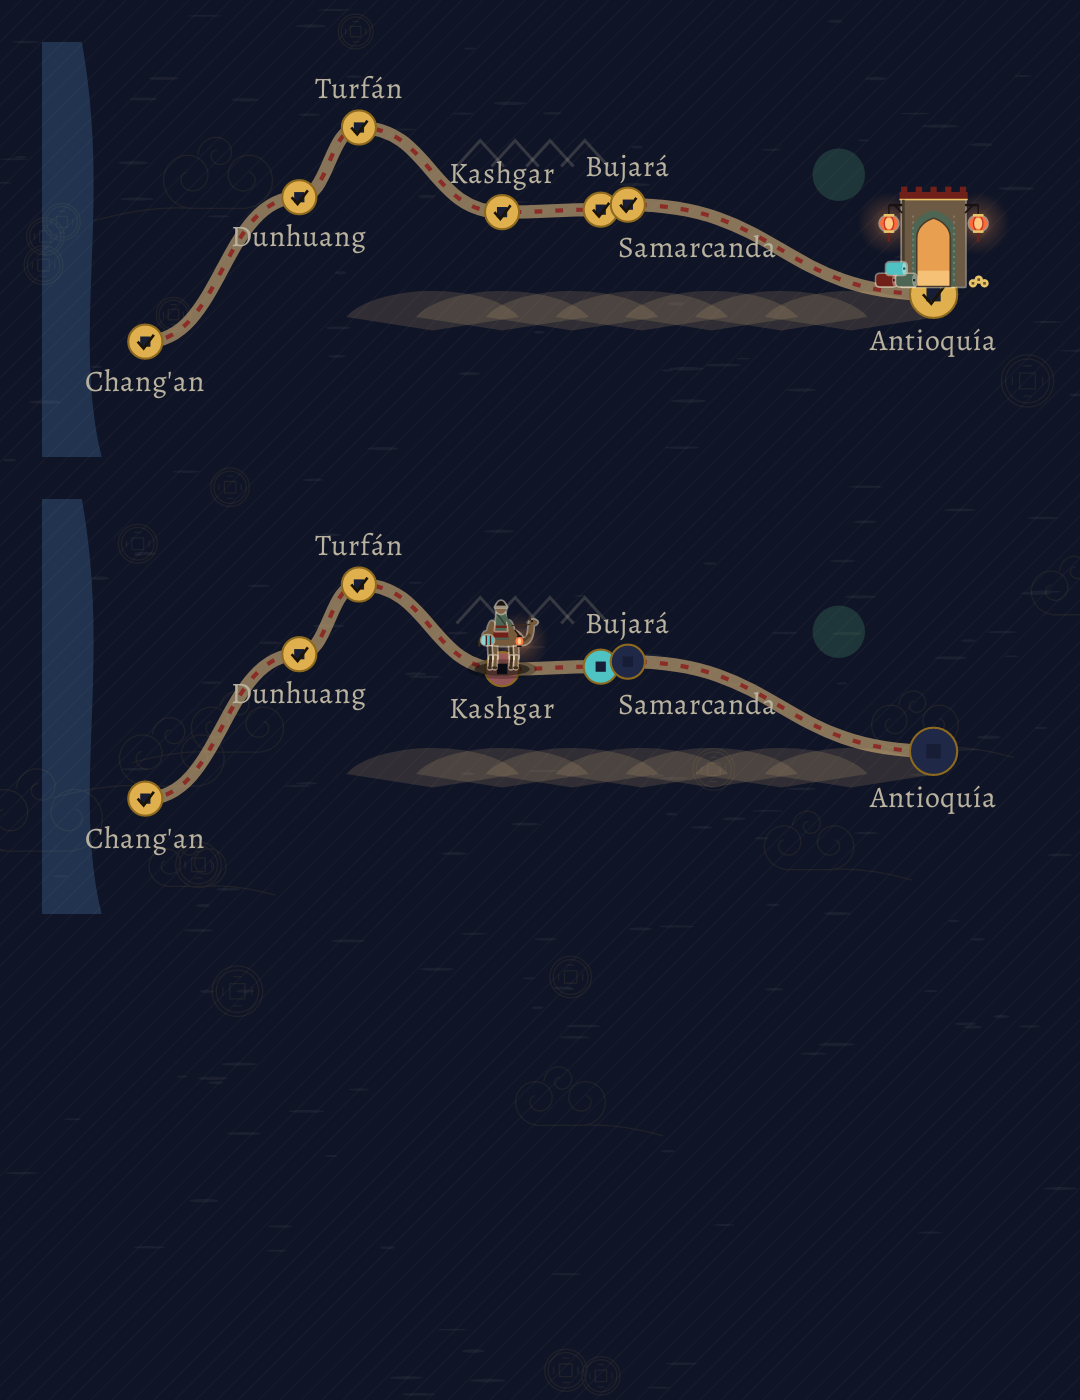 Turfán
Kashgar
Bujará
Dunhuang
Samarcanda
Antioquía
Chang'an
Turfán
Bujará
Dunhuang
Kashgar
Samarcanda
Antioquía
Chang'an